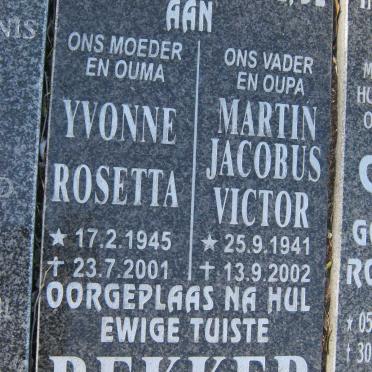 AAN
ONS MOEDER
EN OUMA
YVONNE
ROSETTA
★ 17.2.1945
✝ 23.7.2001
ONS VADER
EN OUPA
MARTIN
JACOBUS
VICTOR
★ 25.9.1941
✝ 13.9.2002
OORGEPLAAS NA HUL
EWIGE TUISTE
BEKKER